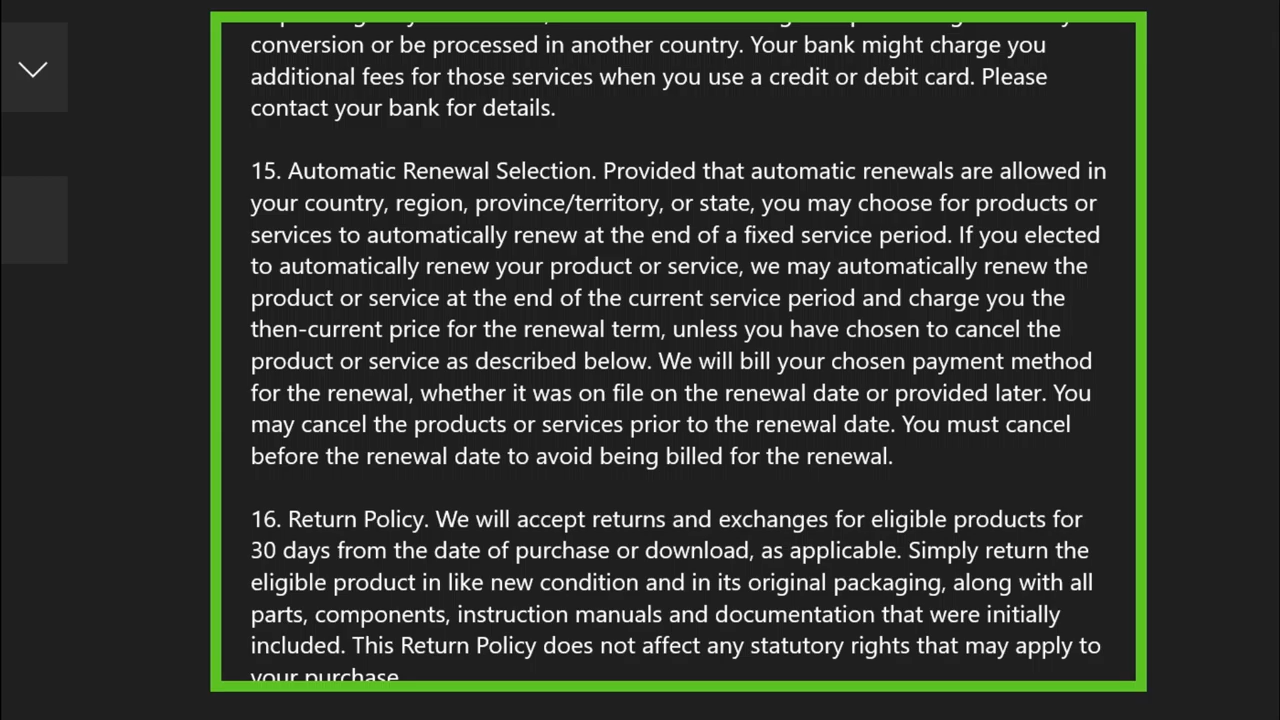 conversion or be processed in another country. Your bank might charge you
additional fees for those services when you use a credit or debit card. Please
contact your bank for details.
15. Automatic Renewal Selection. Provided that automatic renewals are allowed in
your country, region, province/territory, or state, you may choose for products or
services to automatically renew at the end of a fixed service period. If you elected
to automatically renew your product or service, we may automatically renew the
product or service at the end of the current service period and charge you the
then-current price for the renewal term, unless you have chosen to cancel the
product or service as described below. We will bill your chosen payment method
for the renewal, whether it was on file on the renewal date or provided later. You
may cancel the products or services prior to the renewal date. You must cancel
before the renewal date to avoid being billed for the renewal.
16. Return Policy. We will accept returns and exchanges for eligible products for
30 days from the date of purchase or download, as applicable. Simply return the
eligible product in like new condition and in its original packaging, along with all
parts, components, instruction manuals and documentation that were initially
included. This Return Policy does not affect any statutory rights that may apply to
your purchase.